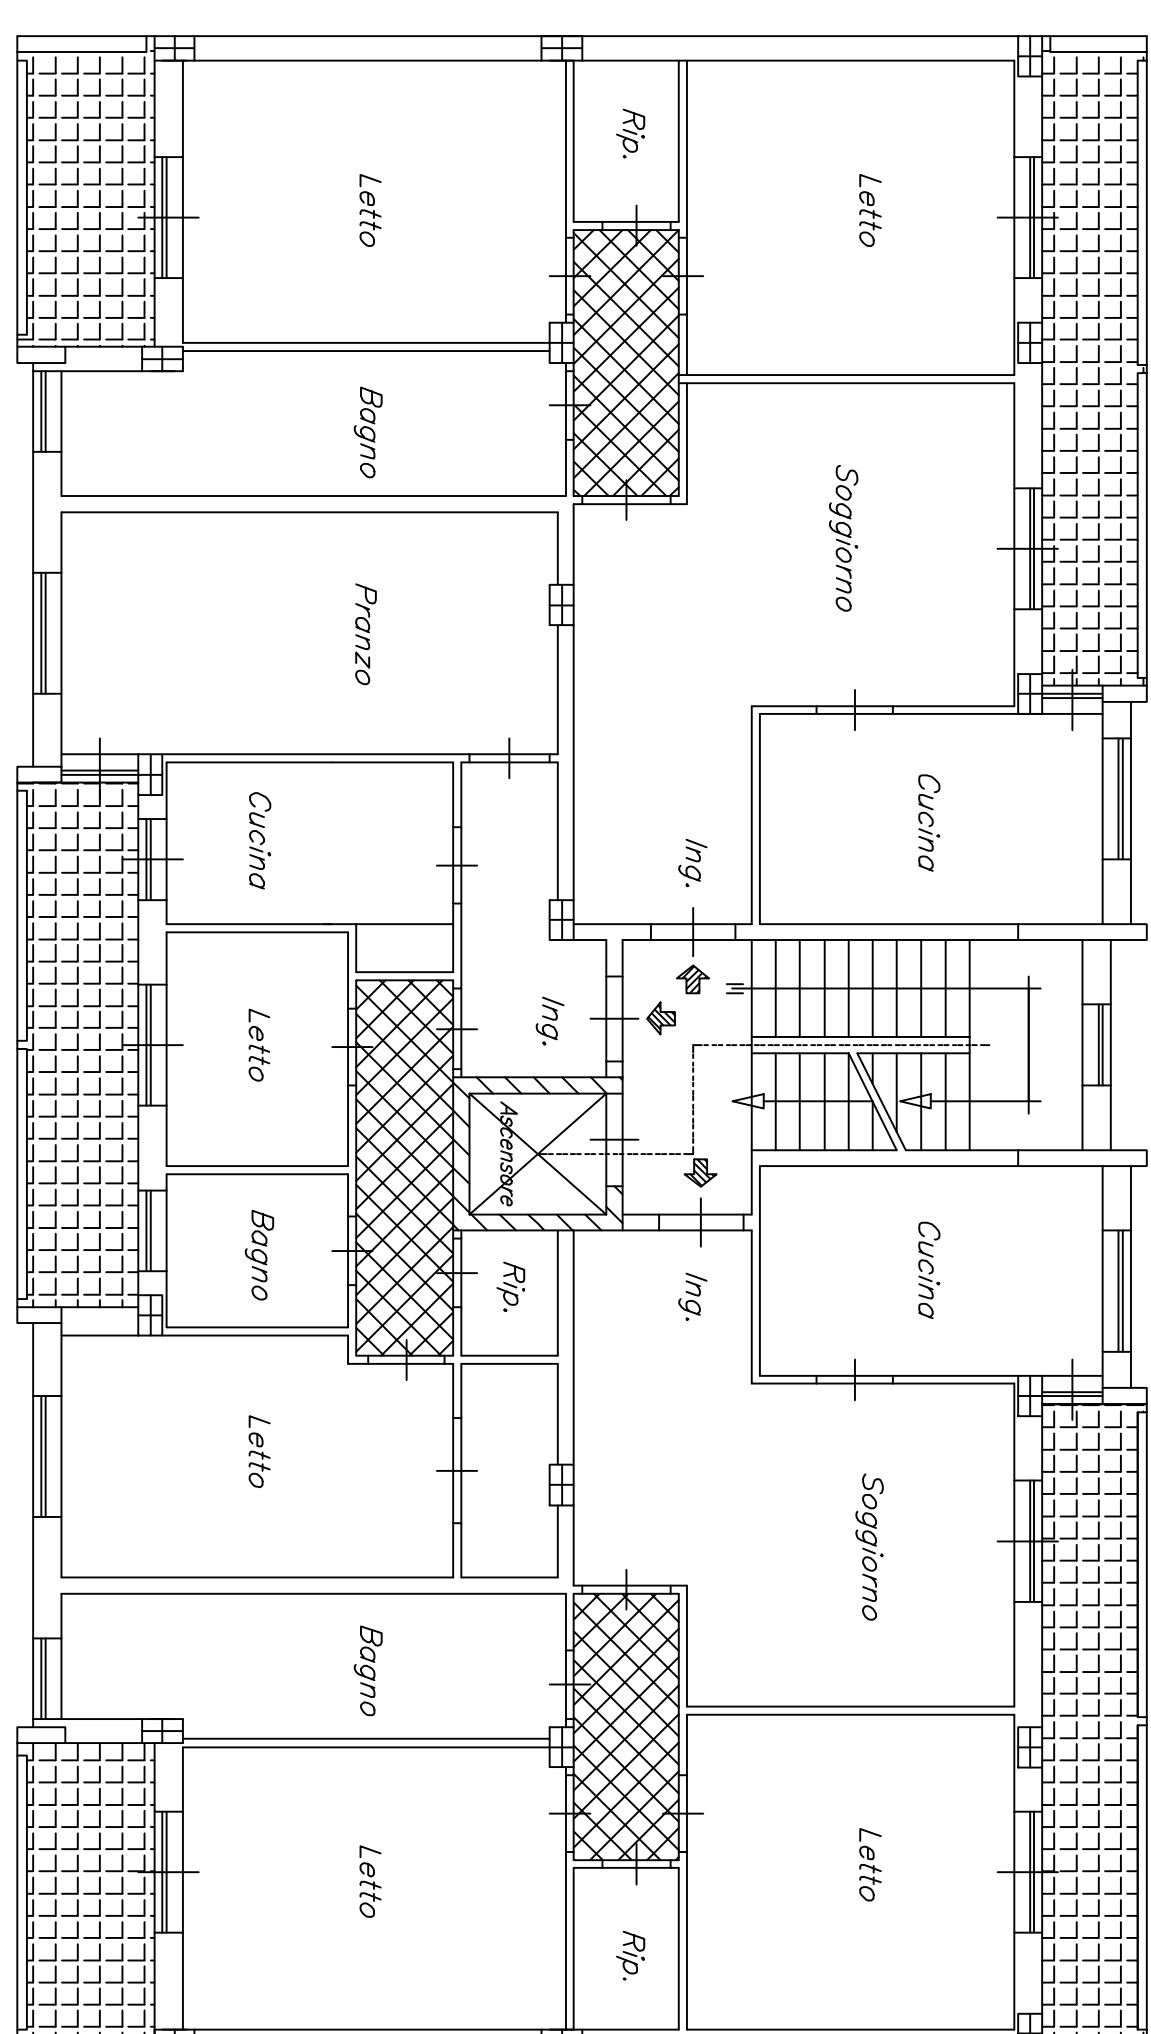 Letto
Rip.
Letto
Bagno
Soggiorno
Pranzo
Cucina
Cucina
Ing.
Letto
Ing.
Ascensore
Bagno
Rip.
Ing.
Cucina
Letto
Soggiorno
Bagno
Letto
Letto
Rip.